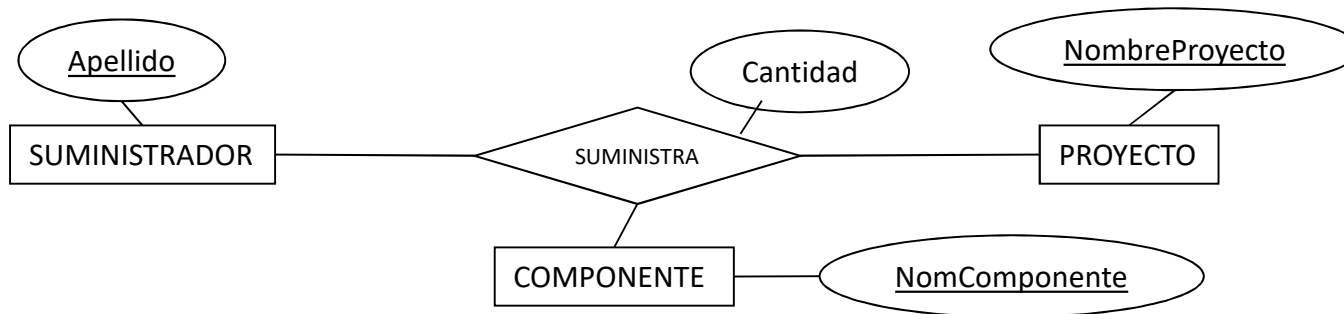 Apellido
Cantidad
NombreProyecto
SUMINISTRADOR
SUMINISTRA
PROYECTO
COMPONENTE
NomComponente